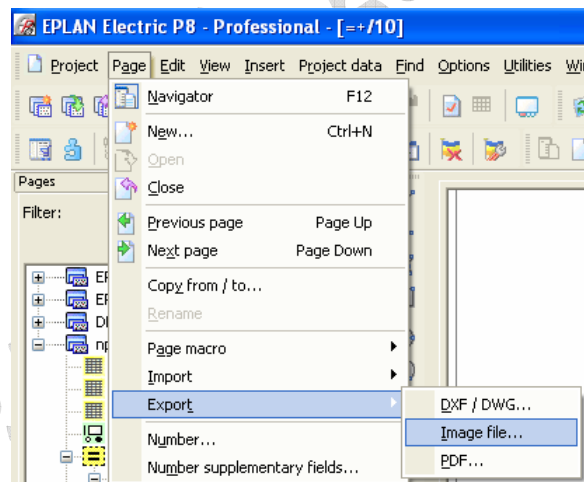 EPLAN Electric P8 - Professional - [=+/10]
Project Page Edit View Insert Project data Find Options Utilities
Navigator F12
New... Ctrl+N
Open
Close
Previous page Page Up
Next page Page Down
Copy from / to...
Rename
Page macro
Import
Export
Number...
Number supplementary fields...
DXF / DWG...
Image file...
PDF...
Pages
Filter: